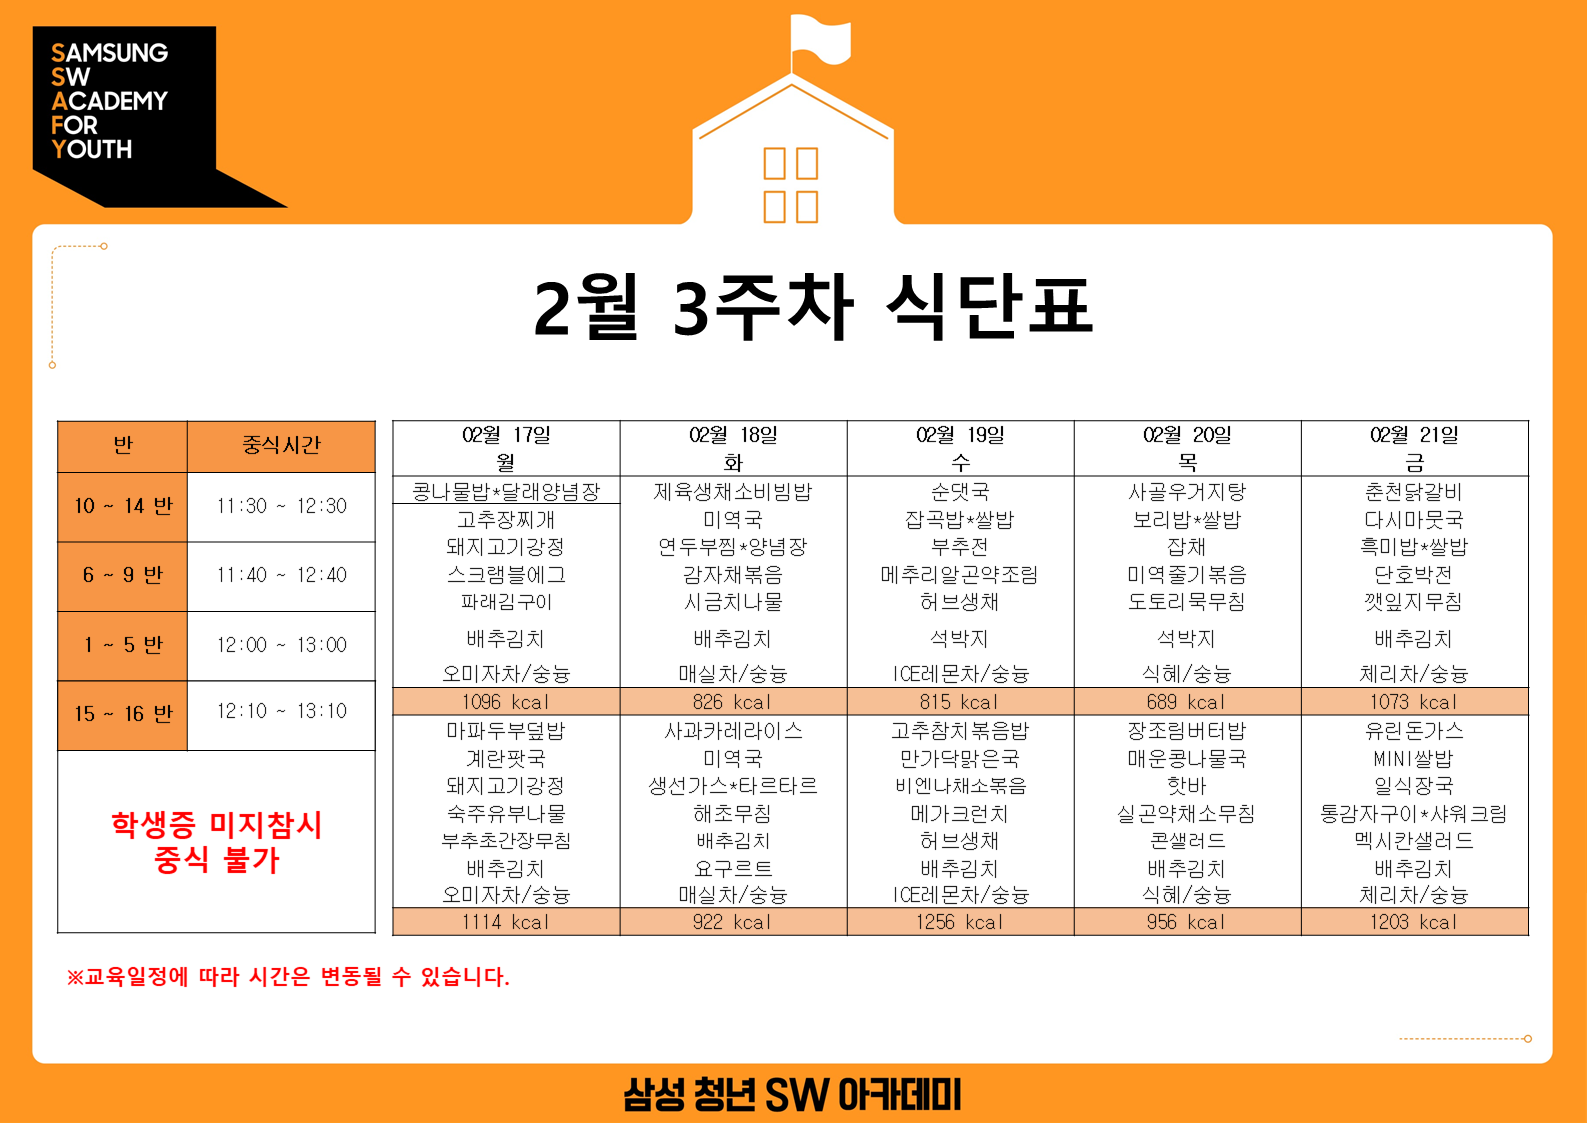 SAMSUNG
SW
ACADEMY
FOR
YOUTH
2월 3주차 식단표
반 중식시간
10 ~ 14 반 11:30 ~ 12:30
6 ~ 9 반 11:40 ~ 12:40
1 ~ 5 반 12:00 ~ 13:00
15 ~ 16 반 12:10 ~ 13:10
학생증 미지참시
중식 불가
02월 17일 02월 18일 02월 19일 02월 20일 02월 21일
월 화 수 목 금
콩나물밥*달래양념장 제육생채소비빔밥 순댓국 사골우거지탕 춘천닭갈비
고추장찌개 미역국 잡곡밥*쌀밥 보리밥*쌀밥 다시마뭇국
돼지고기강정 연두부찜*양념장 부추전 잡채 흑미밥*쌀밥
스크램블에그 감자채볶음 메추리알곤약조림 미역줄기볶음 단호박전
파래김구이 시금치나물 허브생채 도토리묵무침 깻잎지무침
배추김치 배추김치 석박지 석박지 배추김치
오미자차/숭늉 매실차/숭늉 ICE레몬차/숭늉 식혜/숭늉 체리차/숭늉
1096 kcal 826 kcal 815 kcal 689 kcal 1073 kcal
마파두부덮밥 사과카레라이스 고추참치볶음밥 장조림버터밥 유린돈가스
계란팟국 미역국 만가닥맑은국 매운콩나물국 MINI쌀밥
돼지고기강정 생선가스*타르타르 비엔나채소볶음 핫바 일식장국
숙주유부나물 해초무침 메가크런치 실곤약채소무침 통감자구이*샤워크림
부추초간장무침 배추김치 허브생채 콘샐러드 멕시칸샐러드
배추김치 요구르트 배추김치 배추김치 배추김치
오미자차/숭늉 매실차/숭늉 ICE레몬차/숭늉 식혜/숭늉 체리차/숭늉
1114 kcal 922 kcal 1256 kcal 956 kcal 1203 kcal
※교육일정에 따라 시간은 변동될 수 있습니다.
삼성 청년 SW 아카데미